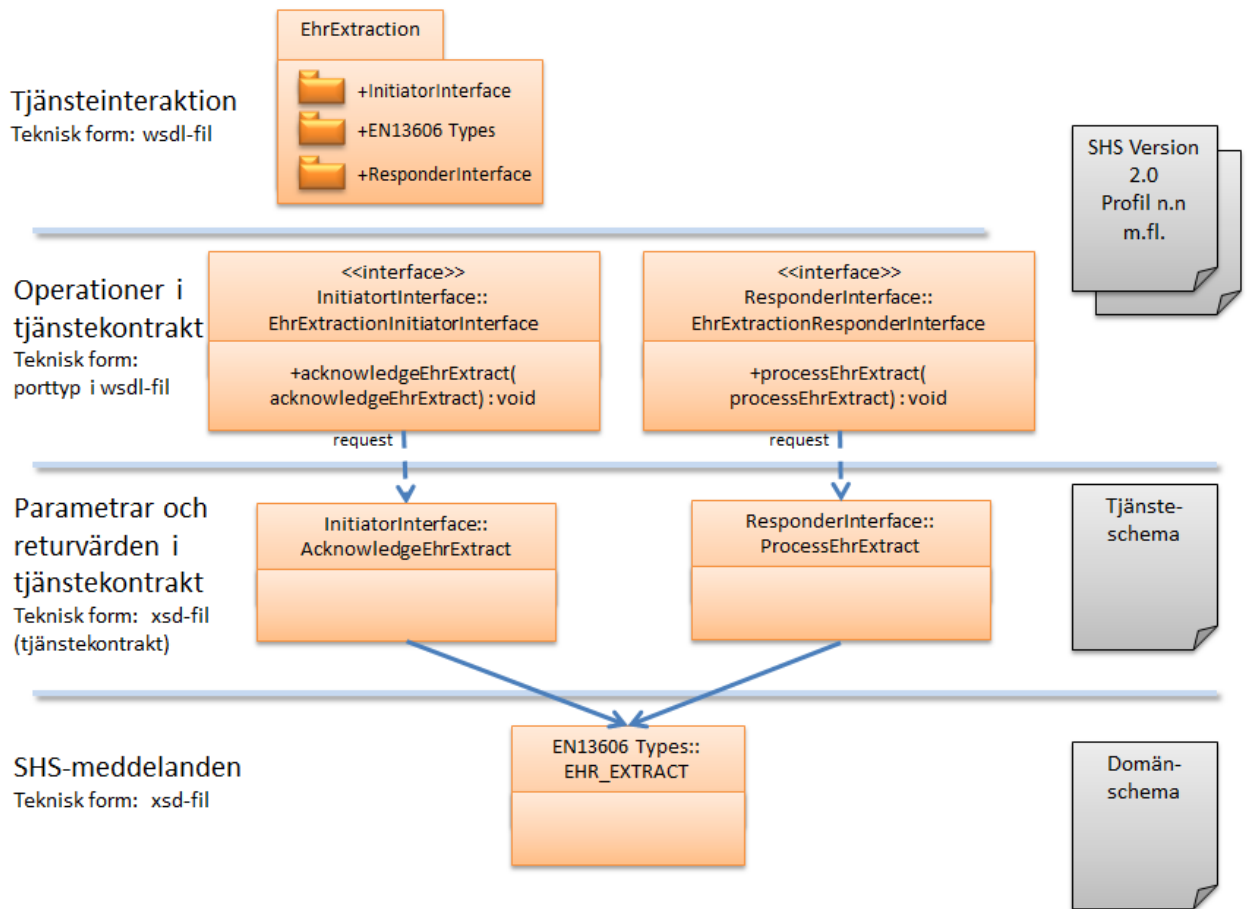 EhrExtraction
+InitiatorInterface
+EN13606 Types
+ResponderInterface
Tjänsteinteraktion
Teknisk form: wsdl-fil
SHS Version
2.0
Profil n.n
m.fl.
Operationer i
tjänstekontrakt
Teknisk form:
porttyp i wsdl-fil
<<interface>>
InitiatortInterface::
EhrExtractionInitiatorInterface
+acknowledgeEhrExtract(
acknowledgeEhrExtract) : void
request
<<interface>>
ResponderInterface::
EhrExtractionResponderInterface
+processEhrExtract(
processEhrExtract) : void
request
Parametrar och
returvärden i
tjänstekontrakt
Teknisk form: xsd-fil
(tjänstekontrakt)
InitiatorInterface::
AcknowledgeEhrExtract
ResponderInterface::
ProcessEhrExtract
Tjänste-
schema
SHS-meddelanden
Teknisk form: xsd-fil
EN13606 Types::
EHR_EXTRACT
Domän-
schema